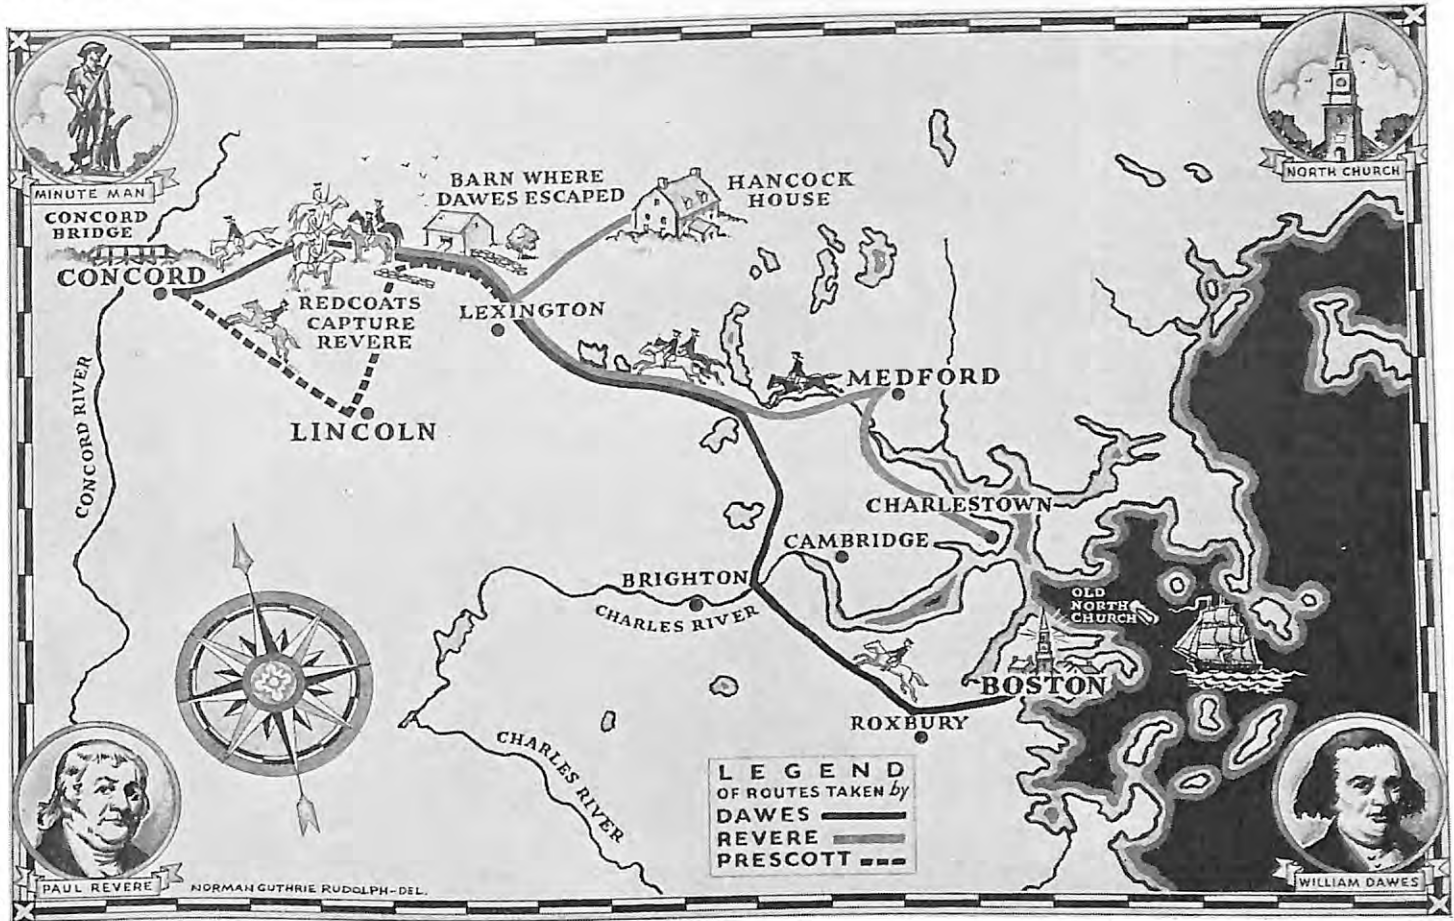 MINUTE MAN
NORTH CHURCH
CONCORD
BRIDGE
CONCORD
BARN WHERE
DAWES ESCAPED
HANCOCK
HOUSE
REDCOATS
CAPTURE
REVERE
LEXINGTON
MEDFORD
LINCOLN
CONCORD RIVER
CHARLESTOWN
CAMBRIDGE
BRIGHTON
CHARLES RIVER
OLD
NORTH
CHURCH
BOSTON
ROXBURY
CHARLES RIVER
LEGEND
OF ROUTES TAKEN by
DAWES
REVERE
PRESCOTT
PAUL REVERE
NORMAN GUTHRIE RUDOLPH-DEL.
WILLIAM DAWES